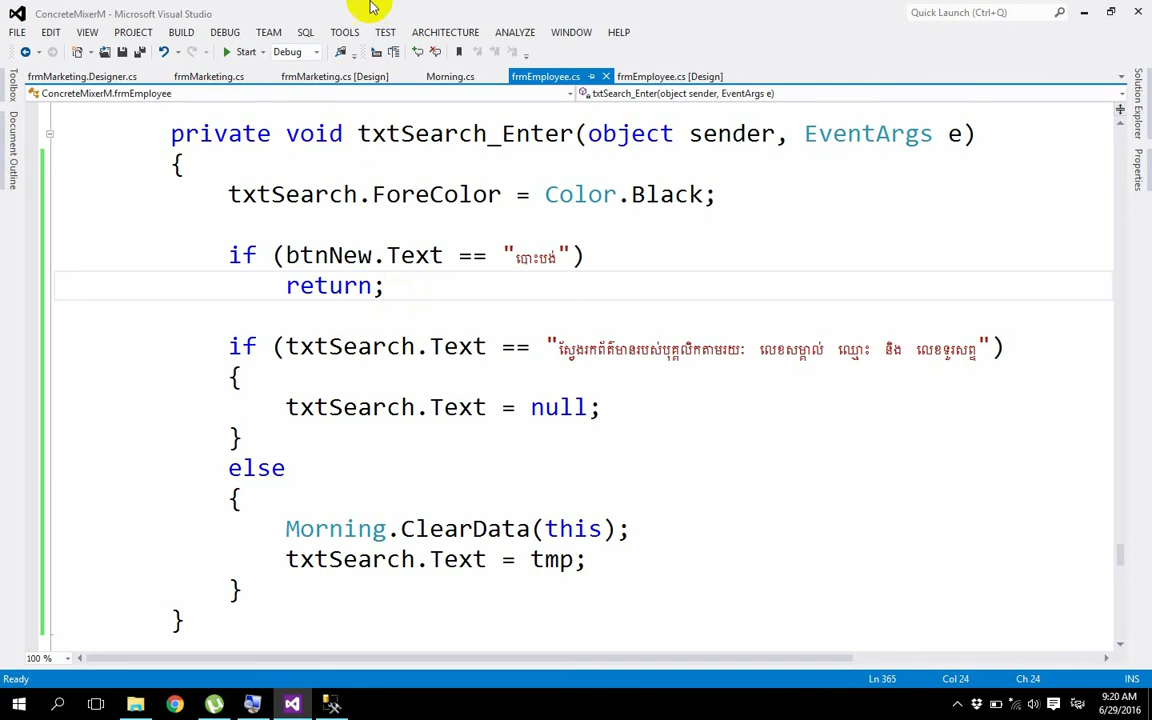 ConcreteMixerM - Microsoft Visual Studio
Quick Launch (Ctrl+Q)
FILE EDIT VIEW PROJECT BUILD DEBUG TEAM SQL TOOLS TEST ARCHITECTURE ANALYZE WINDOW HELP
Start Debug
frmMarketing.Designer.cs frmMarketing.cs frmMarketing.cs [Design] Morning.cs frmEmployee.cs frmEmployee.cs [Design]
ConcreteMixerM.frmEmployee txtSearch_Enter(object sender, EventArgs e)
Toolbox
Document Outline
Solution Explorer
Properties
private void txtSearch_Enter(object sender, EventArgs e)
{
txtSearch.ForeColor = Color.Black;
if (btnNew.Text == "បោះបង់")
return;
if (txtSearch.Text == "ស្វែងរកព័ត៌មានរបស់បុគ្គលិកតាមរយៈ លេខសម្គាល់ ឈ្មោះ និង លេខទូរសព្ទ")
{
txtSearch.Text = null;
}
else
{
Morning.ClearData(this);
txtSearch.Text = tmp;
}
}
100 %
Ready Ln 365 Col 24 Ch 24 INS
9:20 AM
6/29/2016